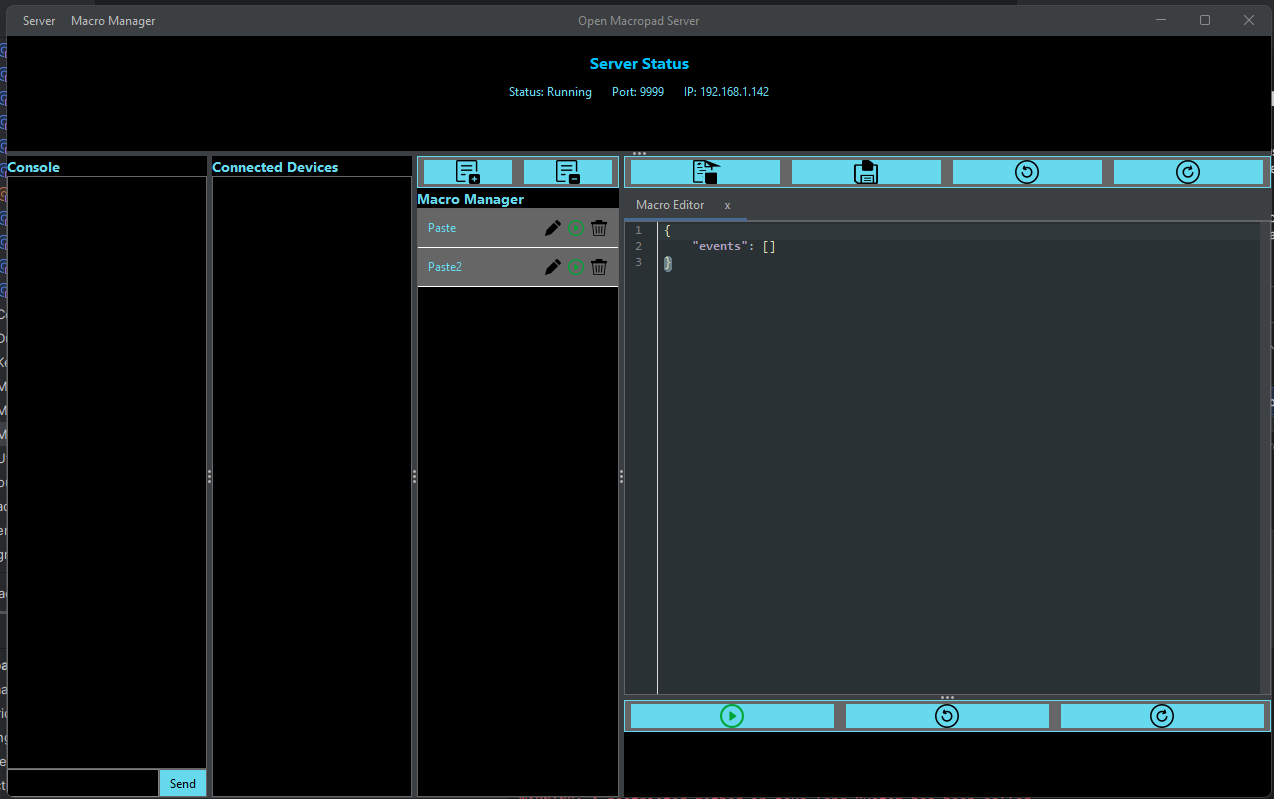 Server Macro Manager Open Macropad Server
Server Status
Status: Running Port: 9999 IP: 192.168.1.142
Console
Connected Devices
Macro Manager
Paste
Paste2
Macro Editor x
1 {
2 "events": []
3 }
Send